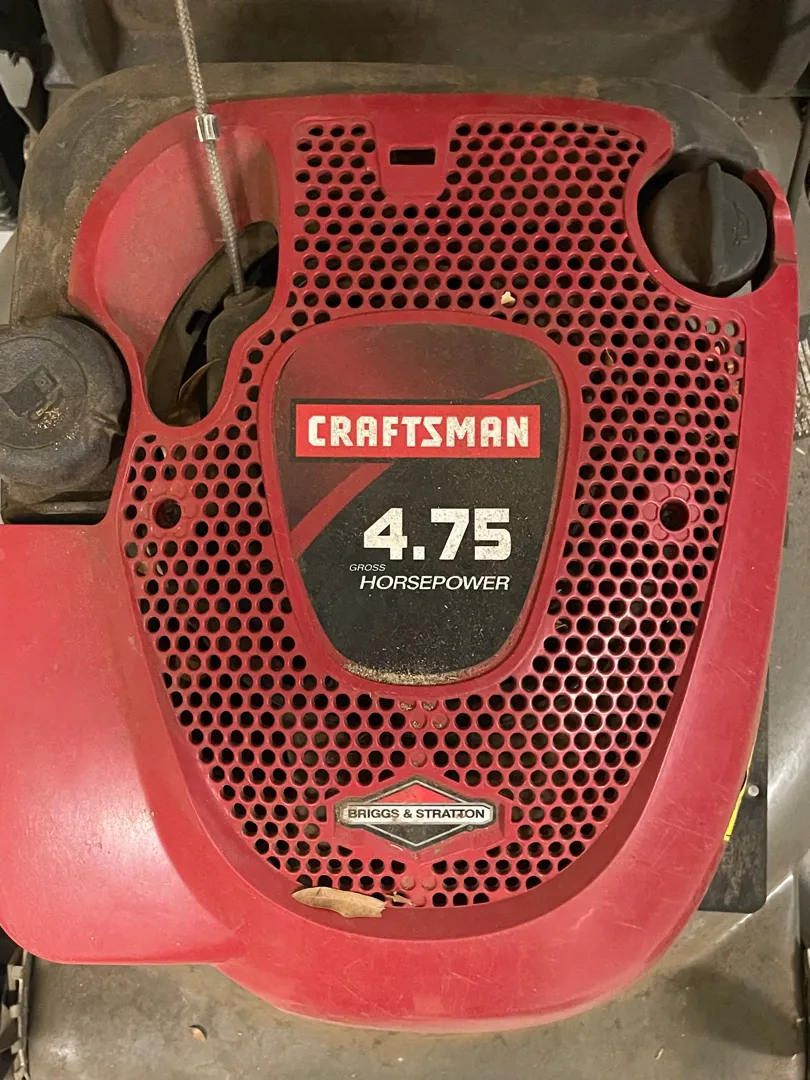 CRAFTSMAN
4.75
GROSS
HORSEPOWER
BRIGGS & STRATTON